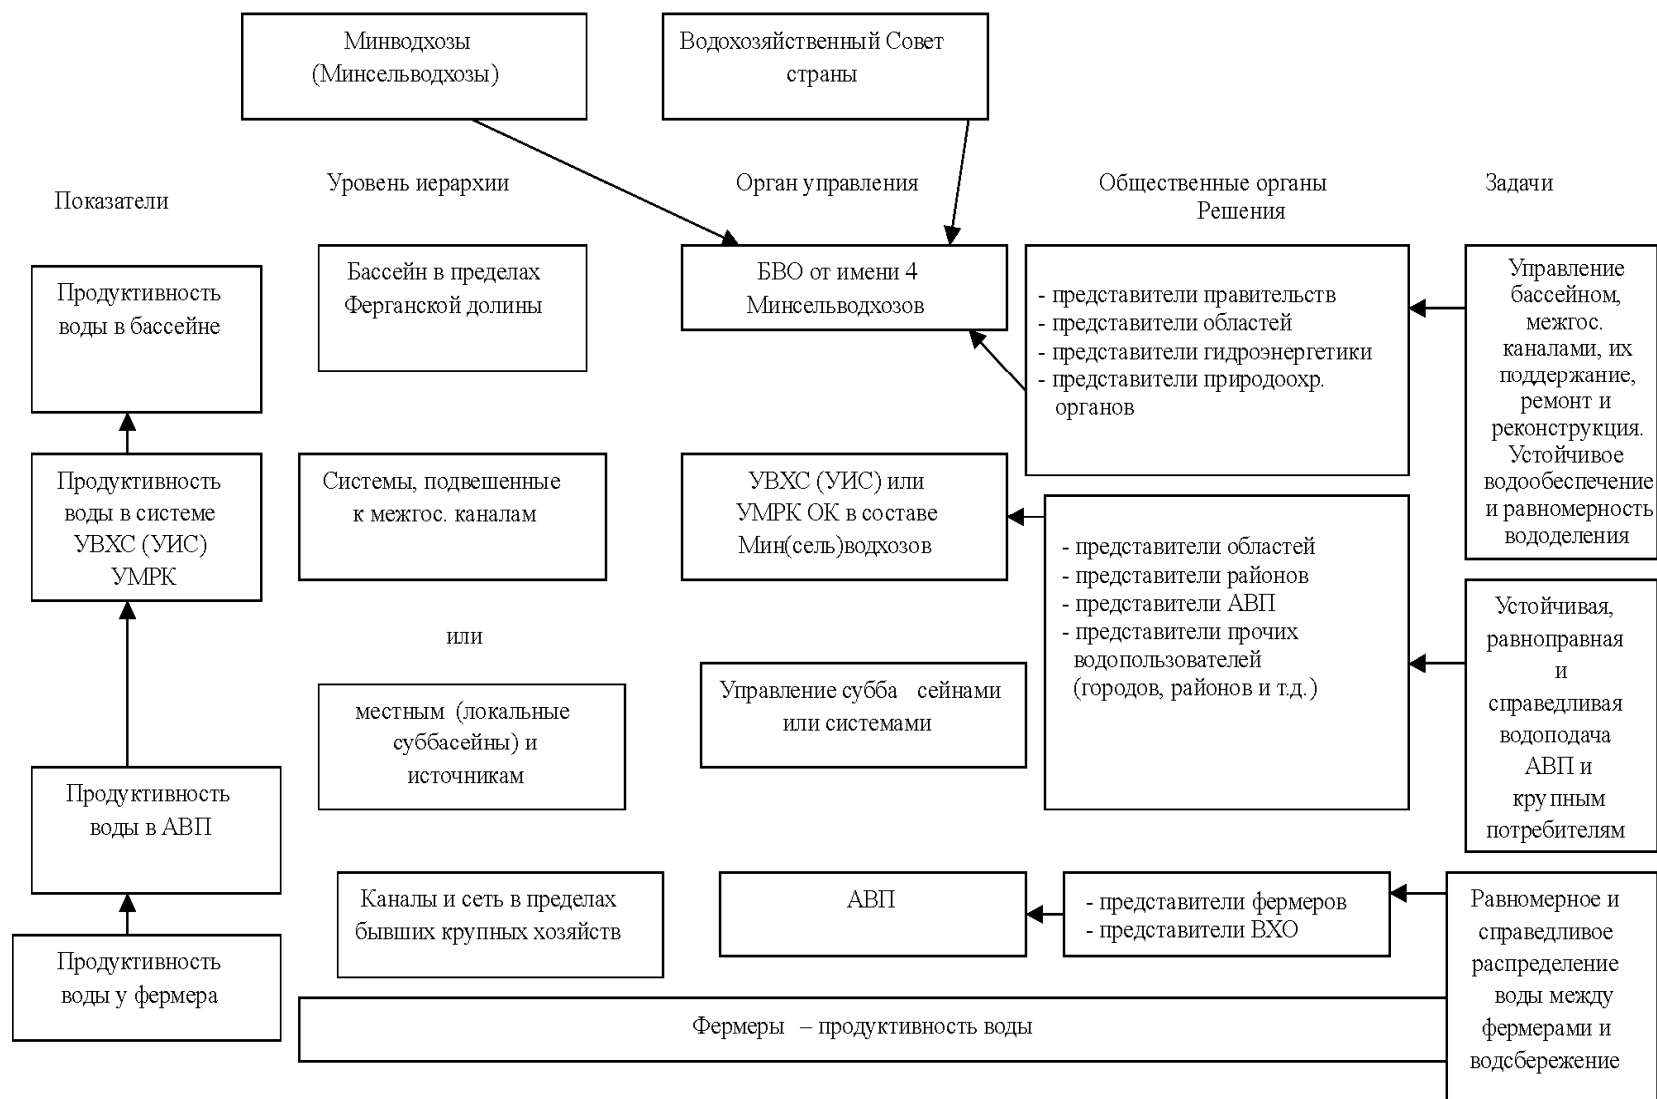 Минводхозы
(Минсельводхозы)
Водохозяйственный Совет
страны
Показатели
Уровень иерархии
Орган управления
Общественные органы
Решения
Задачи
Продуктивность
воды в бассейне
Бассейн в пределах
Ферганской долины
БВО от имени 4
Минсельводхозов
- представители правительств
- представители областей
- представители гидроэнергетики
- представители природоохр.
органов
Управление
бассейном,
межгос.
каналами, их
поддержание,
ремонт и
реконструкция.
Устойчивое
водообеспечение
и равномерность
вододеления
Продуктивность
воды в системе
УВХС (УИС)
УМРК
Системы, подвешенные
к межгос. каналам
УВХС (УИС) или
УМРК ОК в составе
Мин(сель)водхозов
- представители областей
- представители районов
- представители АВП
- представители прочих
водопользователей
(городов, районов и т.д.)
Устойчивая,
равноправная
и
справедливая
водоподача
АВП и
крупным
потребителям
или
местным (локальные
суббасейны) и
источникам
Управление субба сейнами
или системами
Продуктивность
воды в АВП
Каналы и сеть в пределах
бывших крупных хозяйств
АВП
- представители фермеров
- представители ВХО
Равномерное и
справедливое
распределение
воды между
фермерами и
водсбережение
Продуктивность
воды у фермера
Фермеры – продуктивность воды